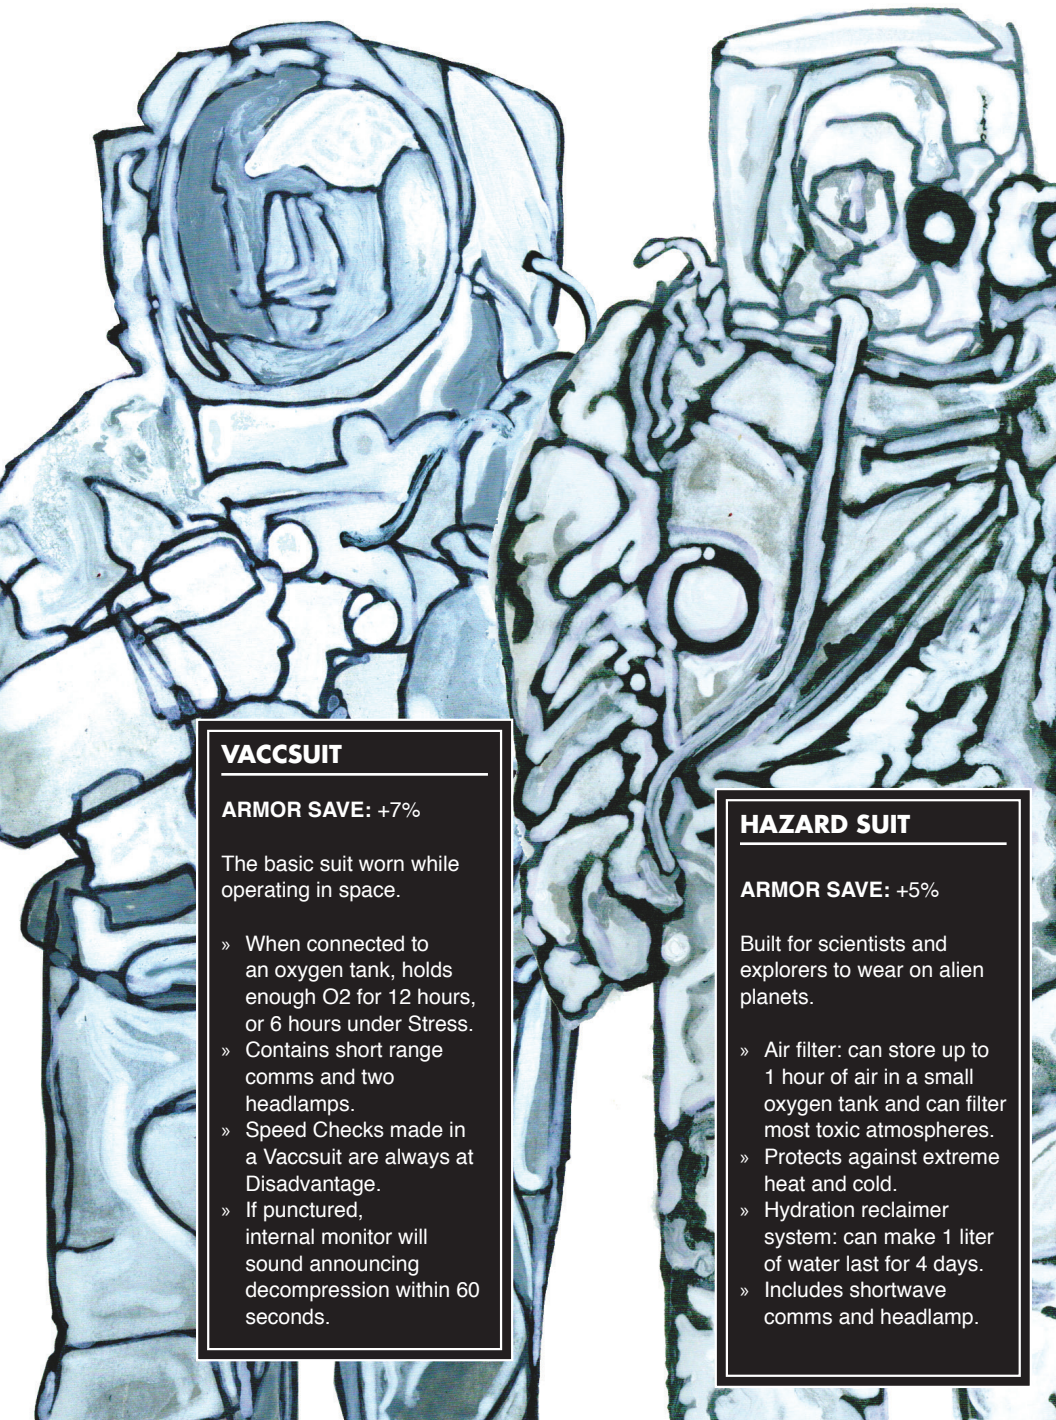 VACCSUIT
ARMOR SAVE: +7%
The basic suit worn while
operating in space.
» When connected to
an oxygen tank, holds
enough O2 for 12 hours,
or 6 hours under Stress.
» Contains short range
comms and two
headlamps.
» Speed Checks made in
a Vaccsuit are always at
Disadvantage.
» If punctured,
internal monitor will
sound announcing
decompression within 60
seconds.
HAZARD SUIT
ARMOR SAVE: +5%
Built for scientists and
explorers to wear on alien
planets.
» Air filter: can store up to
1 hour of air in a small
oxygen tank and can filter
most toxic atmospheres.
» Protects against extreme
heat and cold.
» Hydration reclaimer
system: can make 1 liter
of water last for 4 days.
» Includes shortwave
comms and headlamp.